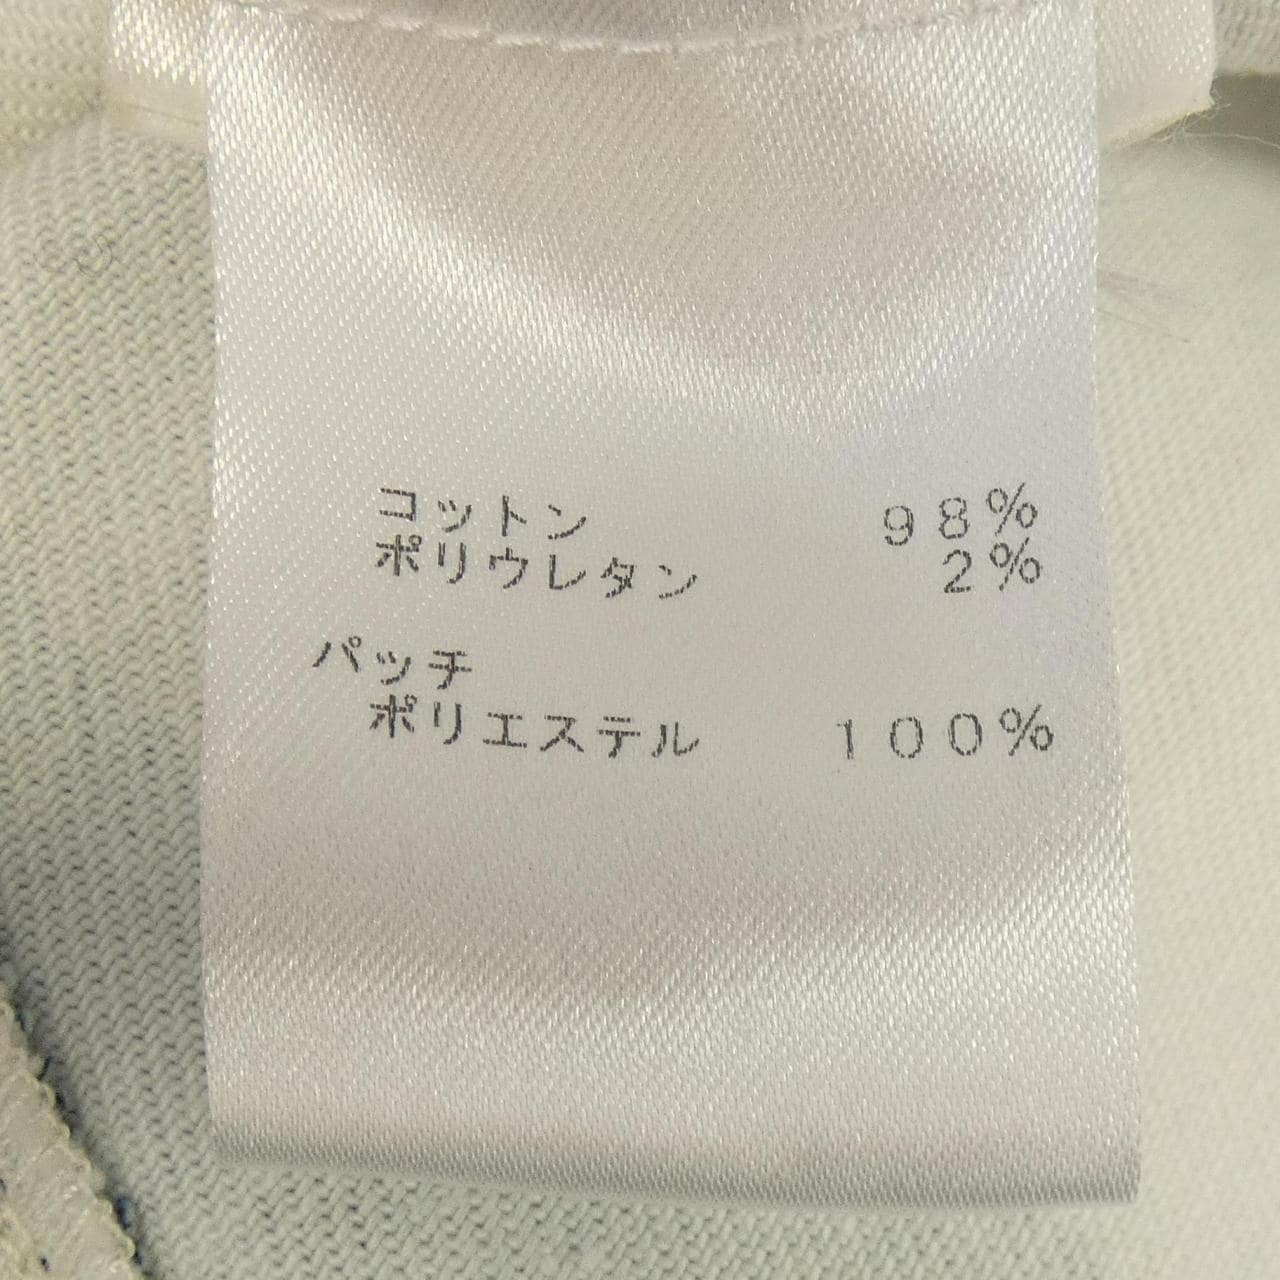 コットン 98%
ポリウレタン 2%
パッチ
ポリエステル 100%